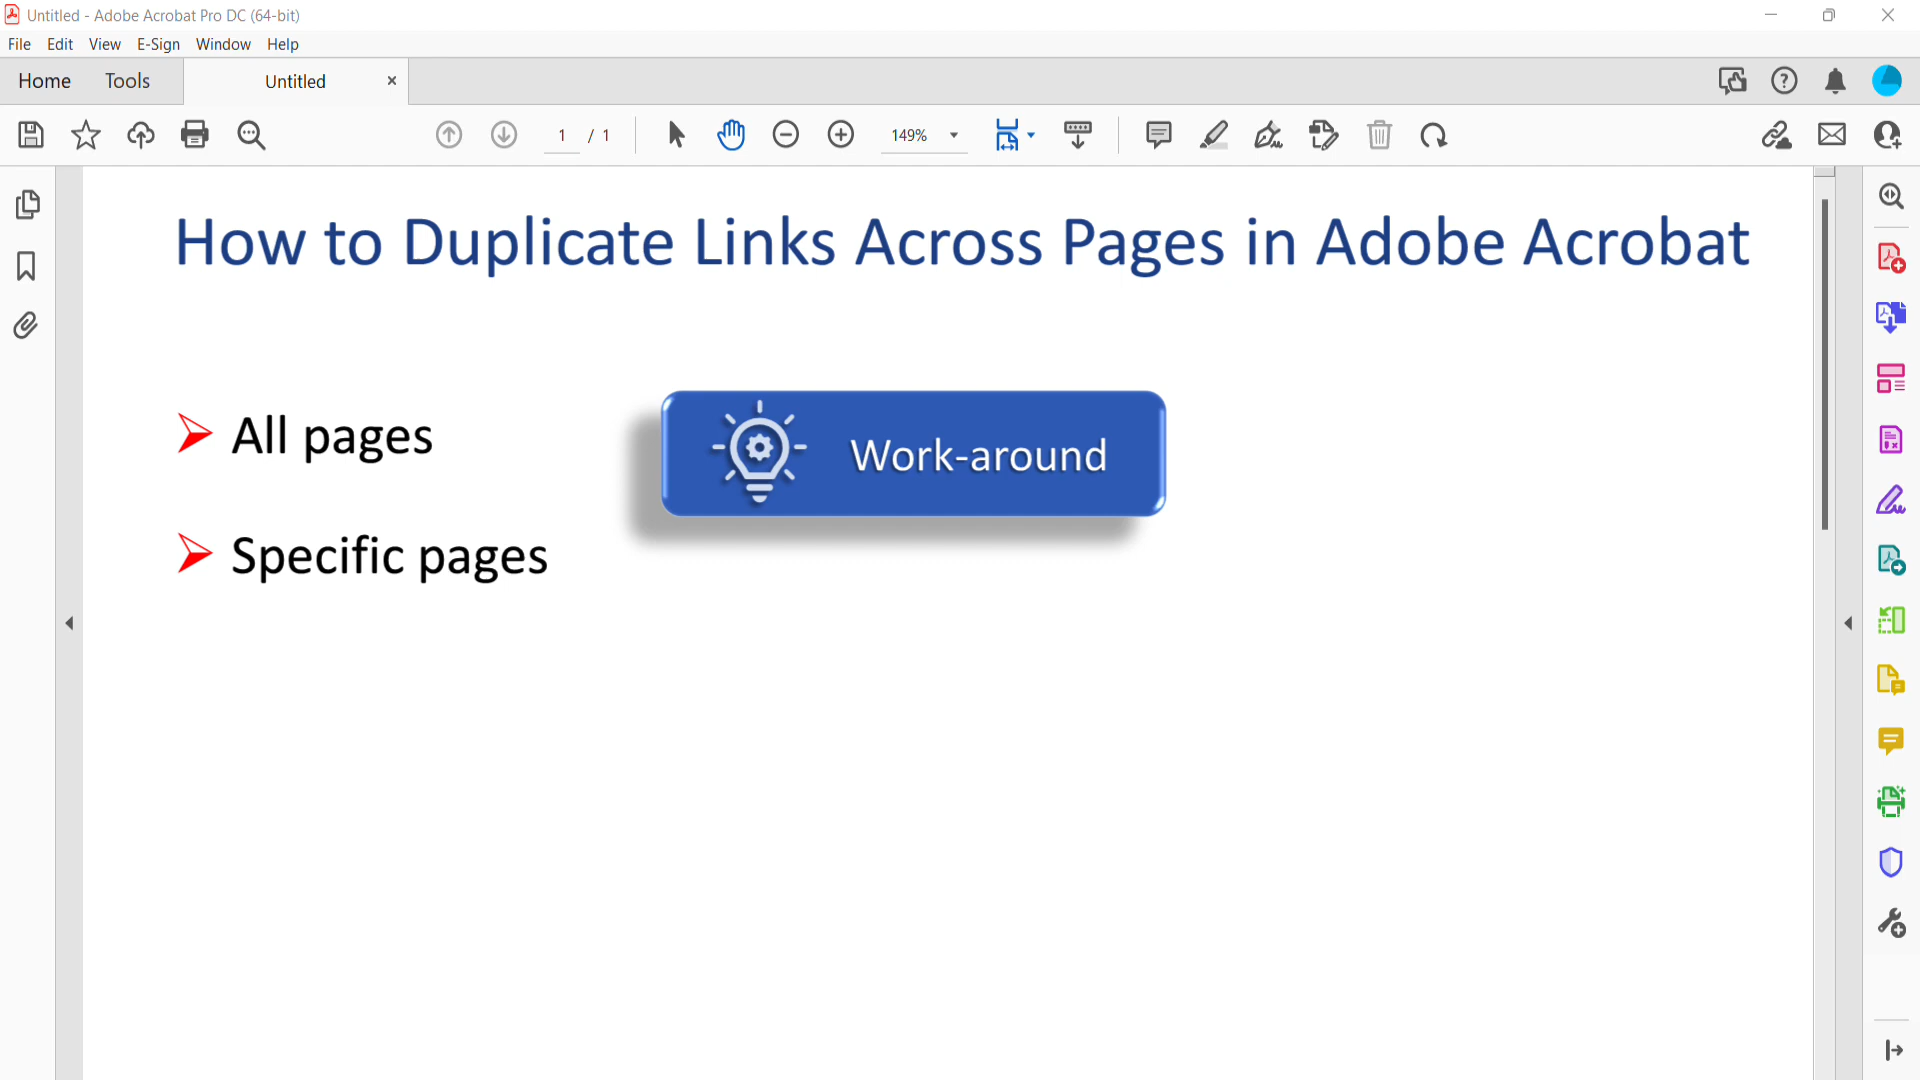 Untitled - Adobe Acrobat Pro DC (64-bit)
File Edit View E-Sign Window Help
Home Tools Untitled
1 / 1 149%
How to Duplicate Links Across Pages in Adobe Acrobat
All pages
Work-around
Specific pages